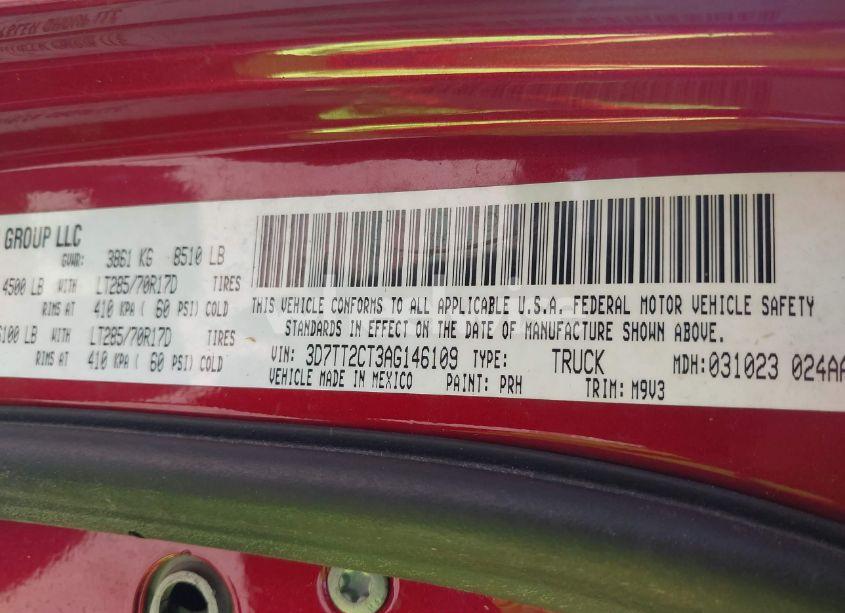 GROUP LLC
GVWR: 3861 KG 8510 LB
4500 LB WITH LT285/70R17D TIRES
RIMS AT 410 KPA ( 60 PSI) COLD
6100 LB WITH LT285/70R17D TIRES
RIMS AT 410 KPA ( 60 PSI) COLD
THIS VEHICLE CONFORMS TO ALL APPLICABLE U.S.A. FEDERAL MOTOR VEHICLE SAFETY
STANDARDS IN EFFECT ON THE DATE OF MANUFACTURE SHOWN ABOVE.
VIN: 3D7TT2CT3AG146109 TYPE: TRUCK MDH: 031023 024AA
VEHICLE MADE IN MEXICO PAINT: PRH TRIM: M9V3